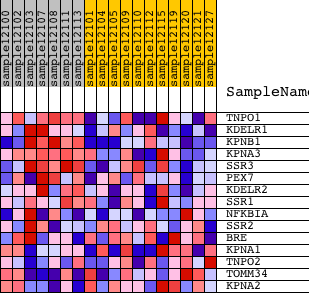 sample12100
sample12102
sample12103
sample12106
sample12108
sample12111
sample12113
sample12101
sample12104
sample12105
sample12109
sample12110
sample12112
sample12115
sample12119
sample12120
sample12121
sample12127
SampleName
TNPO1
KDELR1
KPNB1
KPNA3
SSR3
PEX7
KDELR2
SSR1
NFKBIA
SSR2
BRE
KPNA1
TNPO2
TOMM34
KPNA2